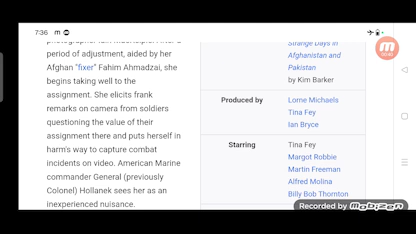 7:36
period of adjustment, aided by her
Afghan "fixer" Fahim Ahmadzai, she
begins taking well to the
assignment. She elicits frank
remarks on camera from soldiers
questioning the value of their
assignment there and puts herself in
harm's way to capture combat
incidents on video. American Marine
commander General (previously
Colonel) Hollanek sees her as an
inexperienced nuisance.
Strange Days in
Afghanistan and
Pakistan
by Kim Barker
Produced by
Lorne Michaels
Tina Fey
Ian Bryce
Starring
Tina Fey
Margot Robbie
Martin Freeman
Alfred Molina
Billy Bob Thornton
Recorded by MOBIZEN